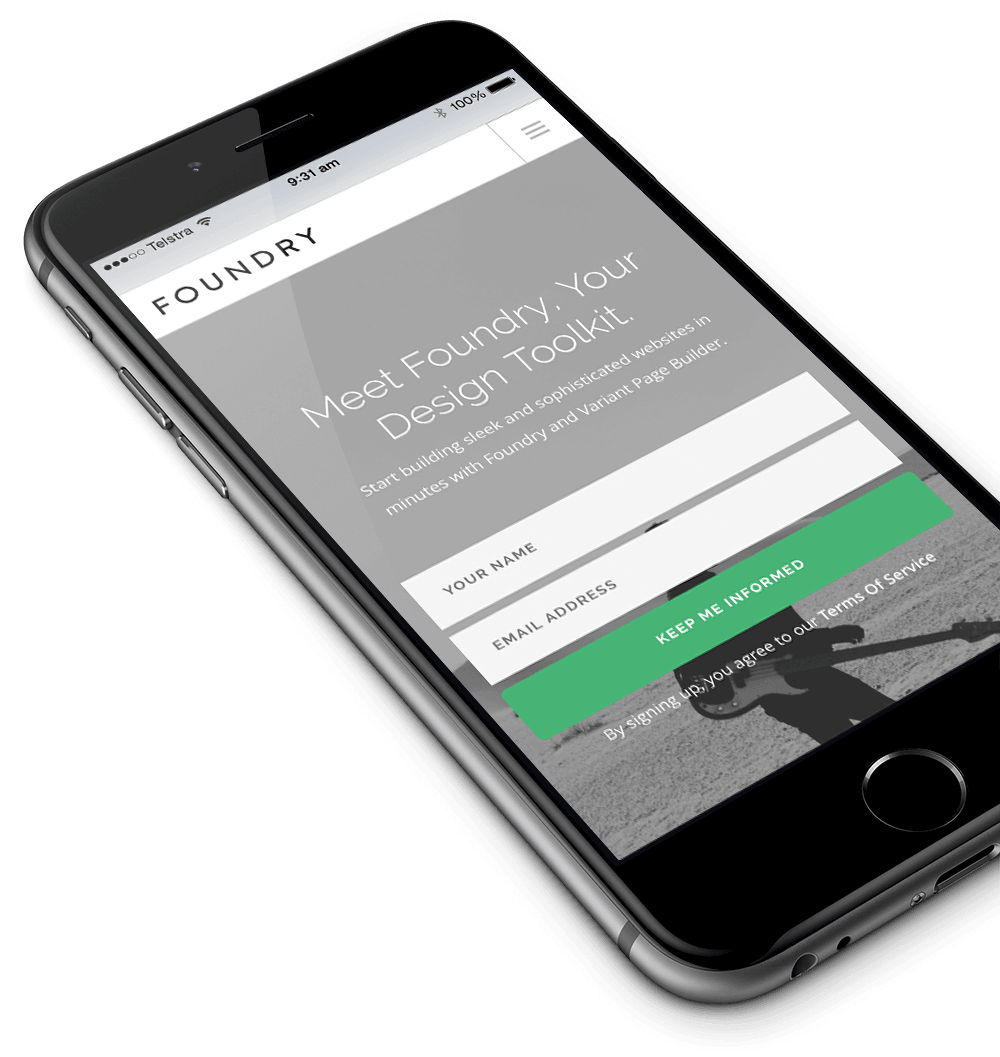 Telstra 9:31 am 100%
FOUNDRY
Meet Foundry, Your
Design Toolkit.
Start building sleek and sophisticated websites in
minutes with Foundry and Variant Page Builder.
YOUR NAME
EMAIL ADDRESS
KEEP ME INFORMED
By signing up, you agree to our Terms Of Service